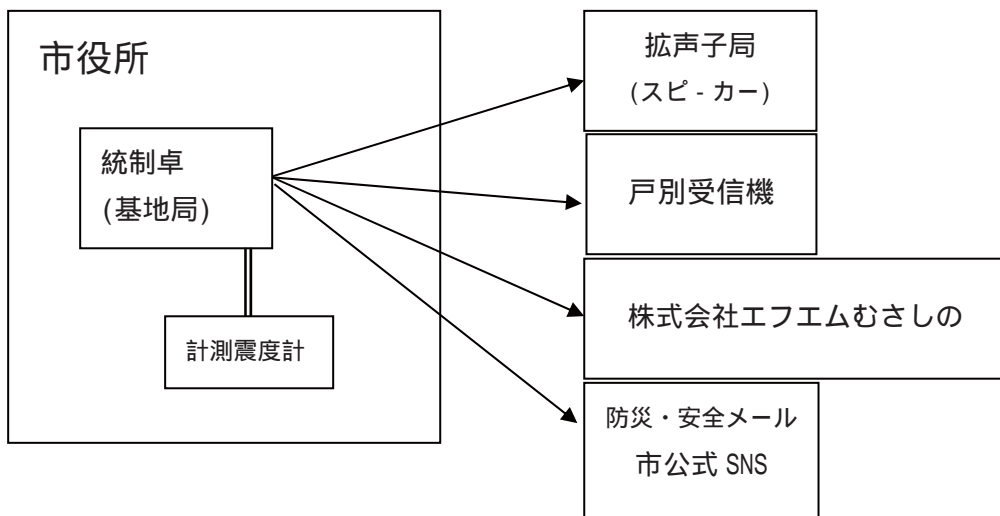 市役所
統制卓
(基地局)
計測震度計
拡声子局
(スピ - カー)
戸別受信機
株式会社エフエムむさしの
防災・安全メール
市公式 SNS